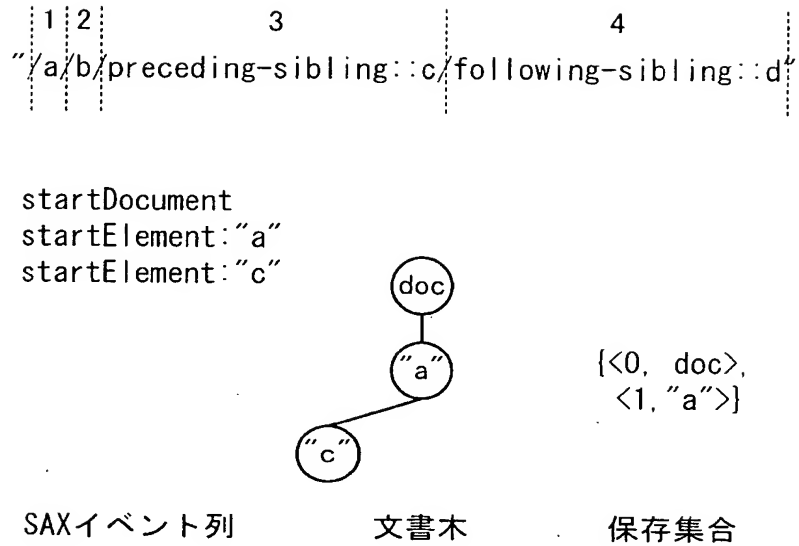 1 2 3 4
"/a/b/preceding-sibling::c/following-sibling::d"
startDocument
startElement:"a"
startElement:"c"
doc
"a"
"c"
{<0, doc>,
<1,"a">}
SAXイベント列 文書木 保存集合